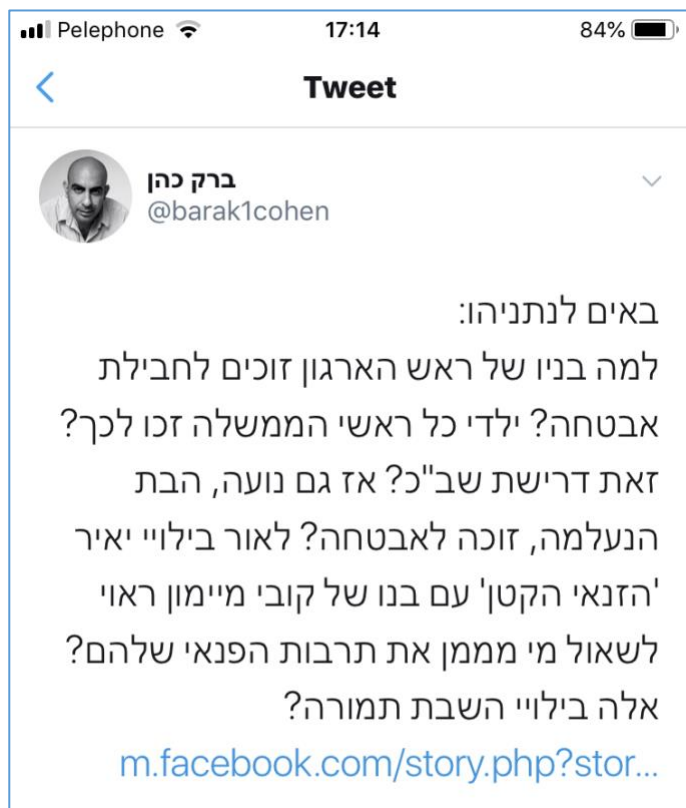 Pelephone 17:14 84%
Tweet
ברק כהן
@barak1cohen
באים לנתניהו:
למה בניו של ראש הארגון זוכים לחבילת
אבטחה? ילדי כל ראשי הממשלה זכו לכך?
זאת דרישת שב"כ? אז גם נועה, הבת
הנעלמה, זוכה לאבטחה? לאור בילויי יאיר
'הזנאי הקטן' עם בנו של קובי מיימון ראוי
לשאול מי מממן את תרבות הפנאי שלהם?
אלה בילויי השבת תמורה?
m.facebook.com/story.php?stor...